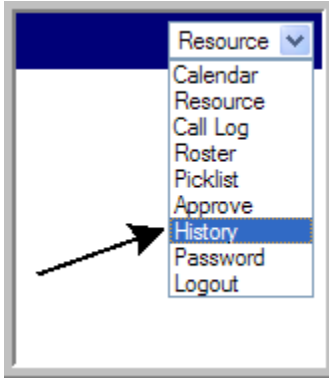 Resource
Calendar
Resource
Call Log
Roster
Picklist
Approve
History
Password
Logout